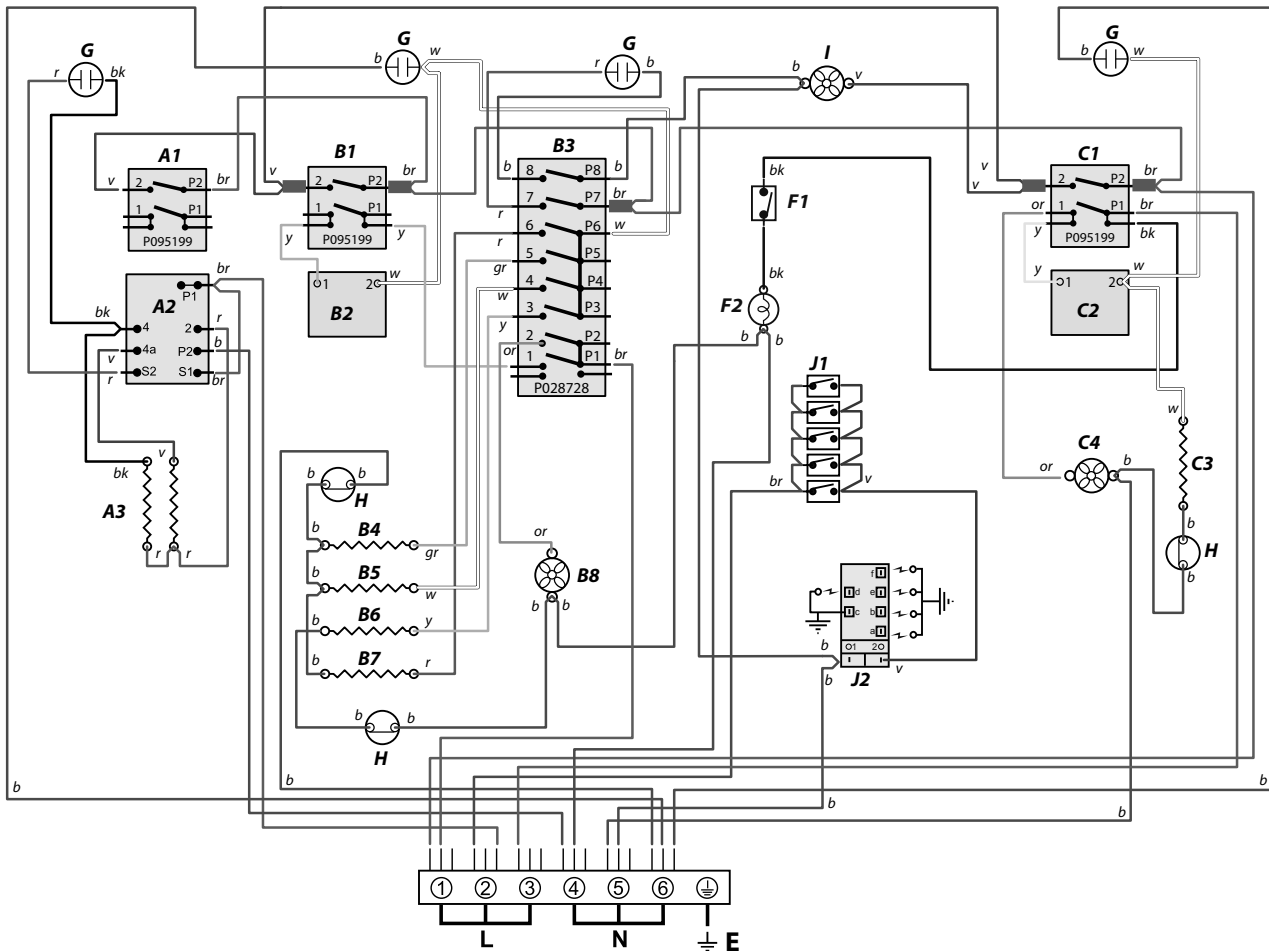 G
r
bk
G
b
w
G
r
b
I
b
v
G
b
w
A1
v
2
P2
br
1
P1
P095199
B1
v
2
P2
br
1
P1
y
P095199
y
B3
b
8
P8
b
7
P7
br
r
6
P6
w
r
5
P5
gr
4
P4
w
3
P3
y
2
P2
or
1
P1
br
P028728
bk
F1
bk
F2
b
b
C1
v
2
P2
br
v
or
1
P1
br
y
P095199
bk
A2
br
P1
bk
4
2
r
v
4a
P2
b
r
S2
S1
br
B2
1
2
w
C2
y
1
2
w
w
J1
br
v
bk
v
A3
r
r
b
b
H
b
B4
gr
b
B5
w
b
B6
y
b
B7
r
b
b
H
or
B8
b
b
C4
or
b
C3
b
H
b
f
d
e
c
b
a
1
2
b
b
v
J2
b
b
b
b
b
1
2
3
4
5
6
L
N
E